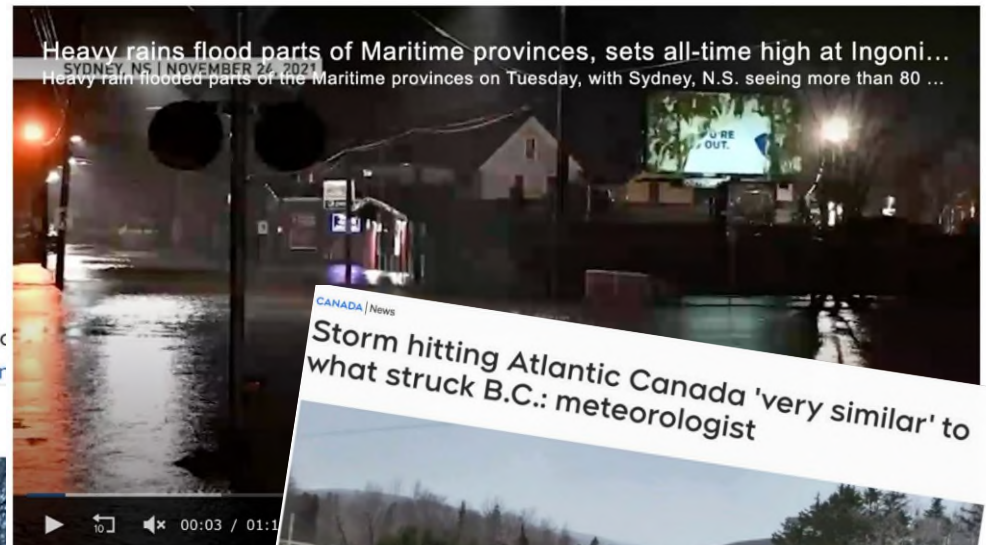 Heavy rains flood parts of Maritime provinces, sets all-time high at Ingoni...
SYDNEY, NS | NOVEMBER 26, 2021
Heavy rain flooded parts of the Maritime provinces on Tuesday, with Sydney, N.S. seeing more than 80 ...
OUT.
CANADA | News
Storm hitting Atlantic Canada 'very similar' to
what struck B.C.: meteorologist
10
00:03 / 01:1